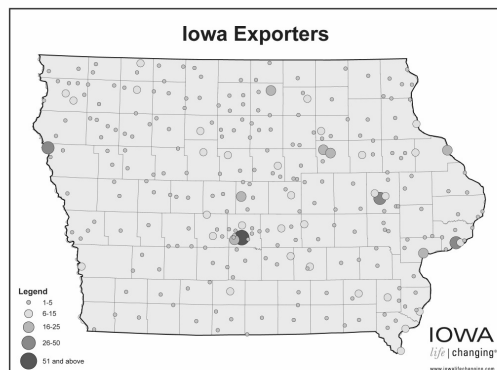 Iowa Exporters
Legend
1-5
6-15
16-25
26-50
51 and above
IOWA
life | changing®
www.iowalifechanging.com